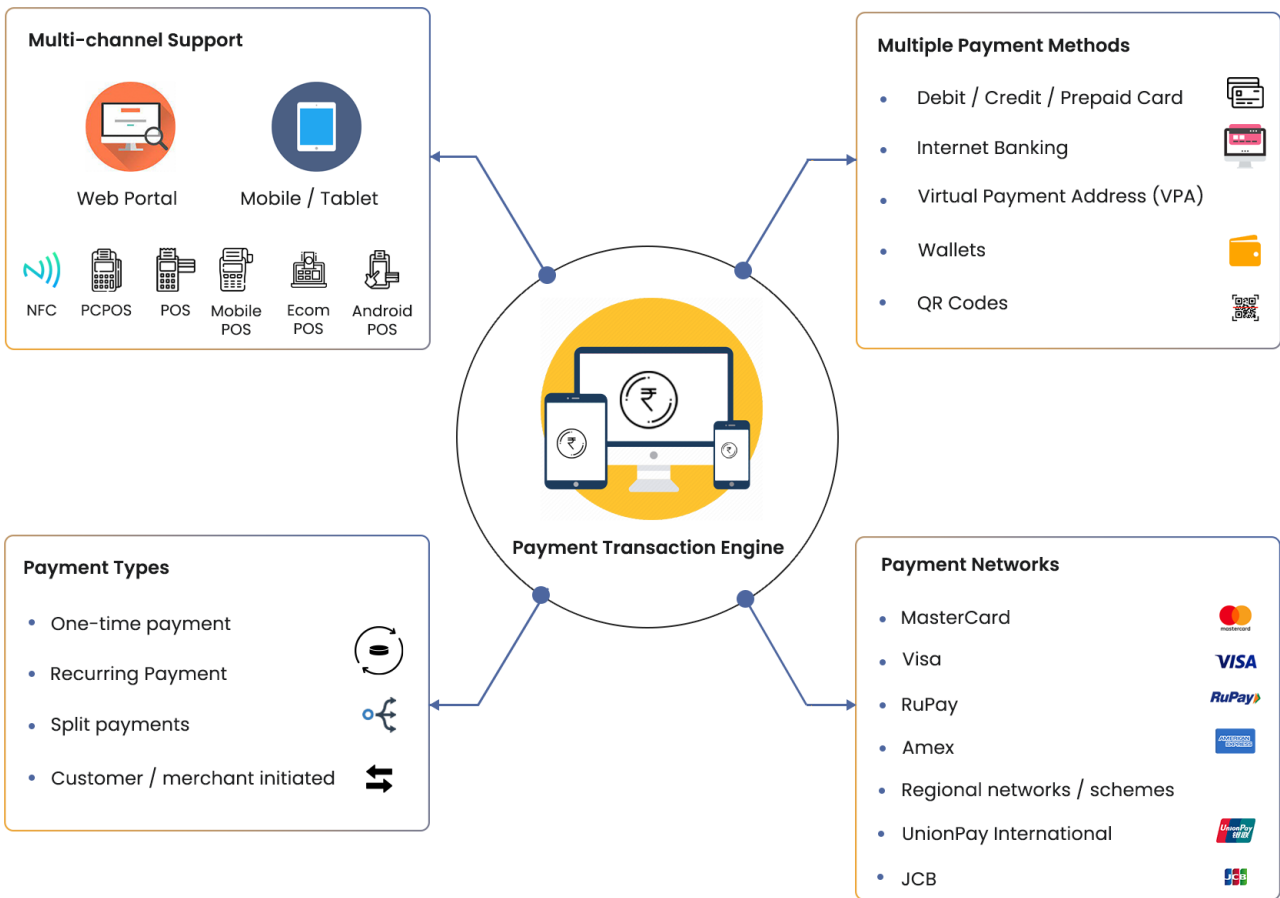 Multi-channel Support
Web Portal
Mobile / Tablet
NFC
PCPOS
POS
Mobile
POS
Ecom
POS
Android
POS
Multiple Payment Methods
Debit / Credit / Prepaid Card
Internet Banking
Virtual Payment Address (VPA)
Wallets
QR Codes
₹
₹
₹
Payment Transaction Engine
Payment Types
One-time payment
Recurring Payment
Split payments
Customer / merchant initiated
Payment Networks
MasterCard
mastercard
Visa
VISA
RuPay
RuPay
Amex
AMERICAN
EXPRESS
Regional networks / schemes
UnionPay International
UnionPay
银联
JCB
JCB